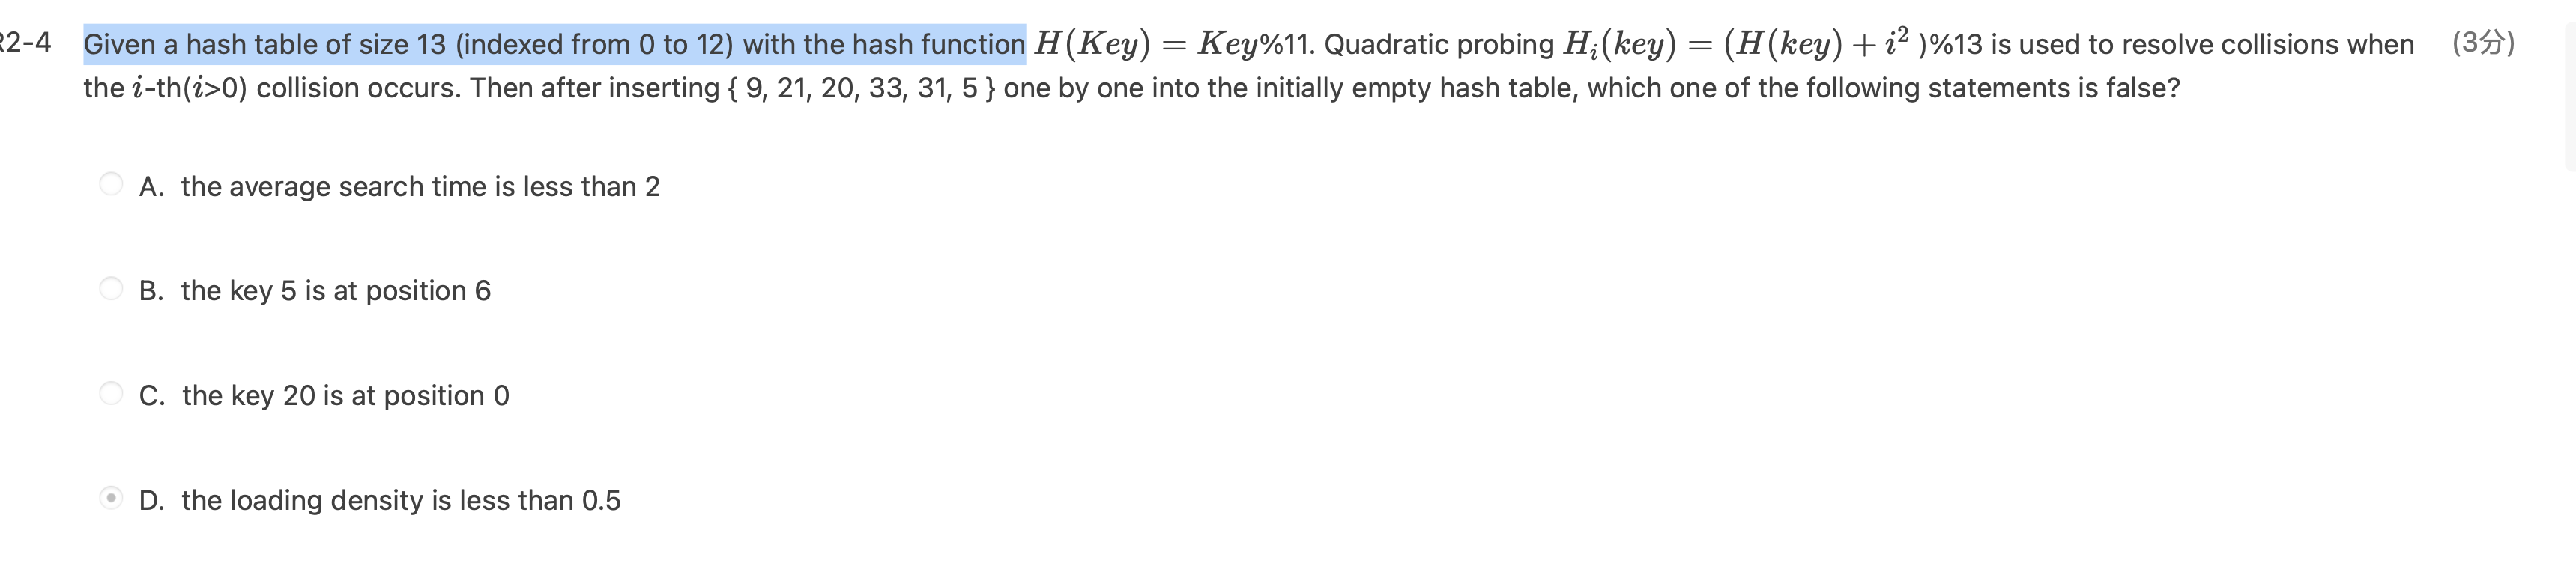 2-4 Given a hash table of size 13 (indexed from 0 to 12) with the hash function H(Key) = Key%11. Quadratic probing Hᵢ(key) = (H(key) + i² )%13 is used to resolve collisions when (3分)
the i-th(i>0) collision occurs. Then after inserting { 9, 21, 20, 33, 31, 5 } one by one into the initially empty hash table, which one of the following statements is false?
A. the average search time is less than 2
B. the key 5 is at position 6
C. the key 20 is at position 0
D. the loading density is less than 0.5